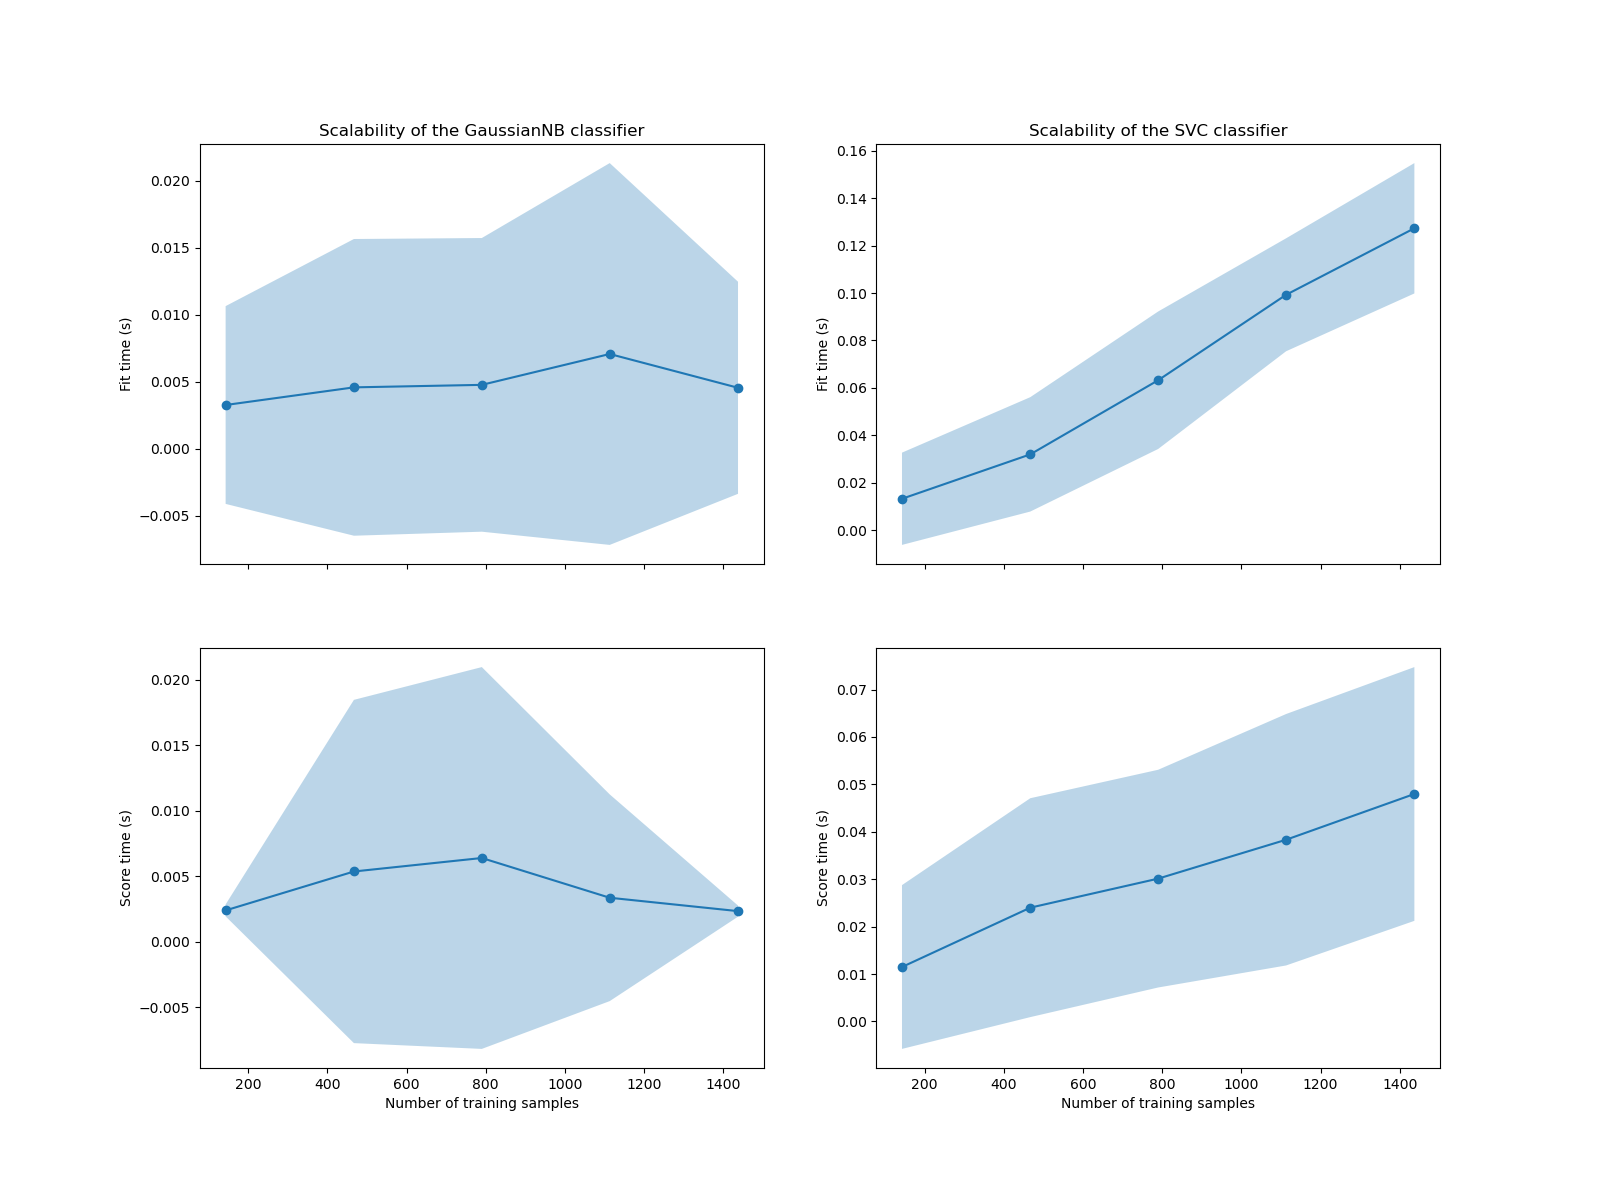 Scalability of the GaussianNB classifier
0.020
0.015
0.010
0.005
0.000
−0.005
Fit time (s)
Scalability of the SVC classifier
0.16
0.14
0.12
0.10
0.08
0.06
0.04
0.02
0.00
Fit time (s)
0.020
0.015
0.010
0.005
0.000
−0.005
Score time (s)
200 400 600 800 1000 1200 1400
Number of training samples
0.07
0.06
0.05
0.04
0.03
0.02
0.01
0.00
Score time (s)
200 400 600 800 1000 1200 1400
Number of training samples